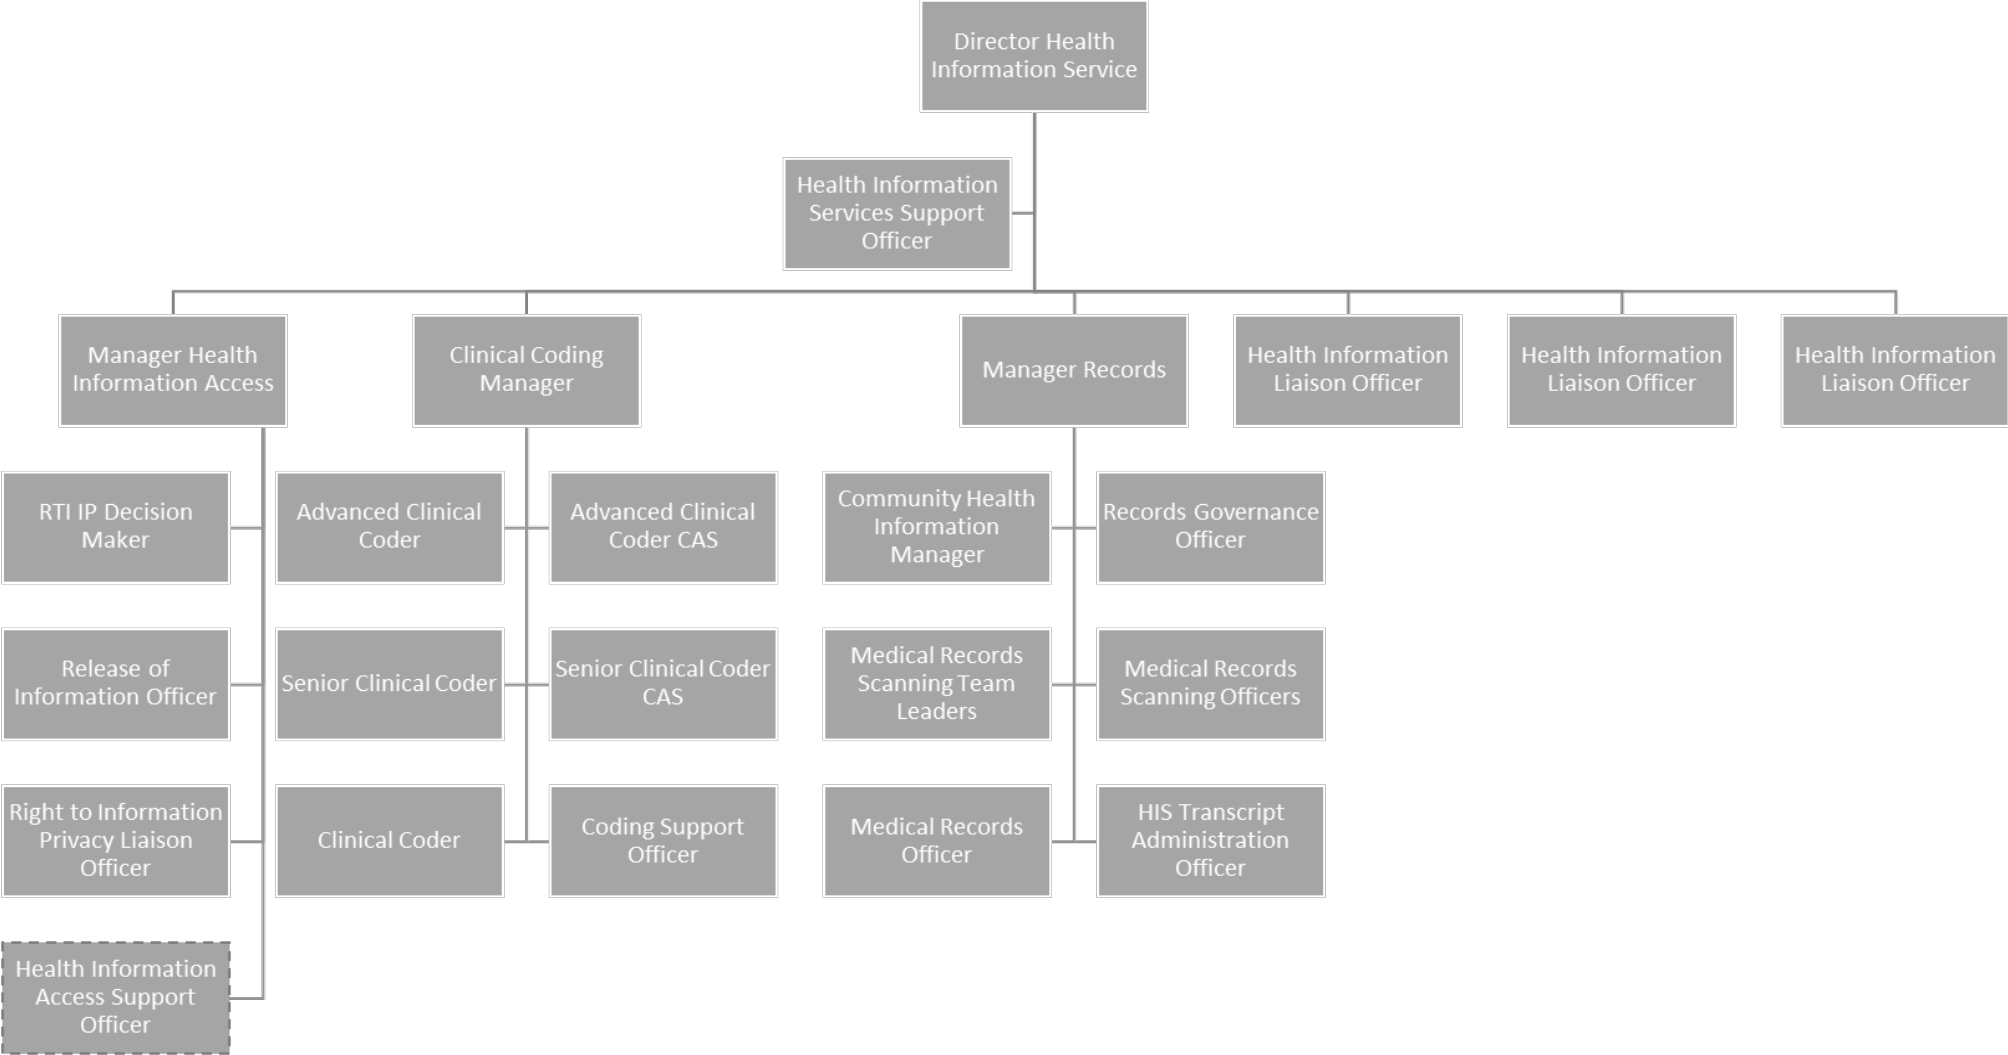 Director Health
Information Service
Health Information
Services Support
Officer
Manager Health
Information Access
Clinical Coding
Manager
Manager Records
Health Information
Liaison Officer
Health Information
Liaison Officer
Health Information
Liaison Officer
RTI IP Decision
Maker
Advanced Clinical
Coder
Advanced Clinical
Coder CAS
Community Health
Information
Manager
Records Governance
Officer
Release of
Information Officer
Senior Clinical Coder
Senior Clinical Coder
CAS
Medical Records
Scanning Team
Leaders
Medical Records
Scanning Officers
Right to Information
Privacy Liaison
Officer
Clinical Coder
Coding Support
Officer
Medical Records
Officer
HIS Transcript
Administration
Officer
Health Information
Access Support
Officer